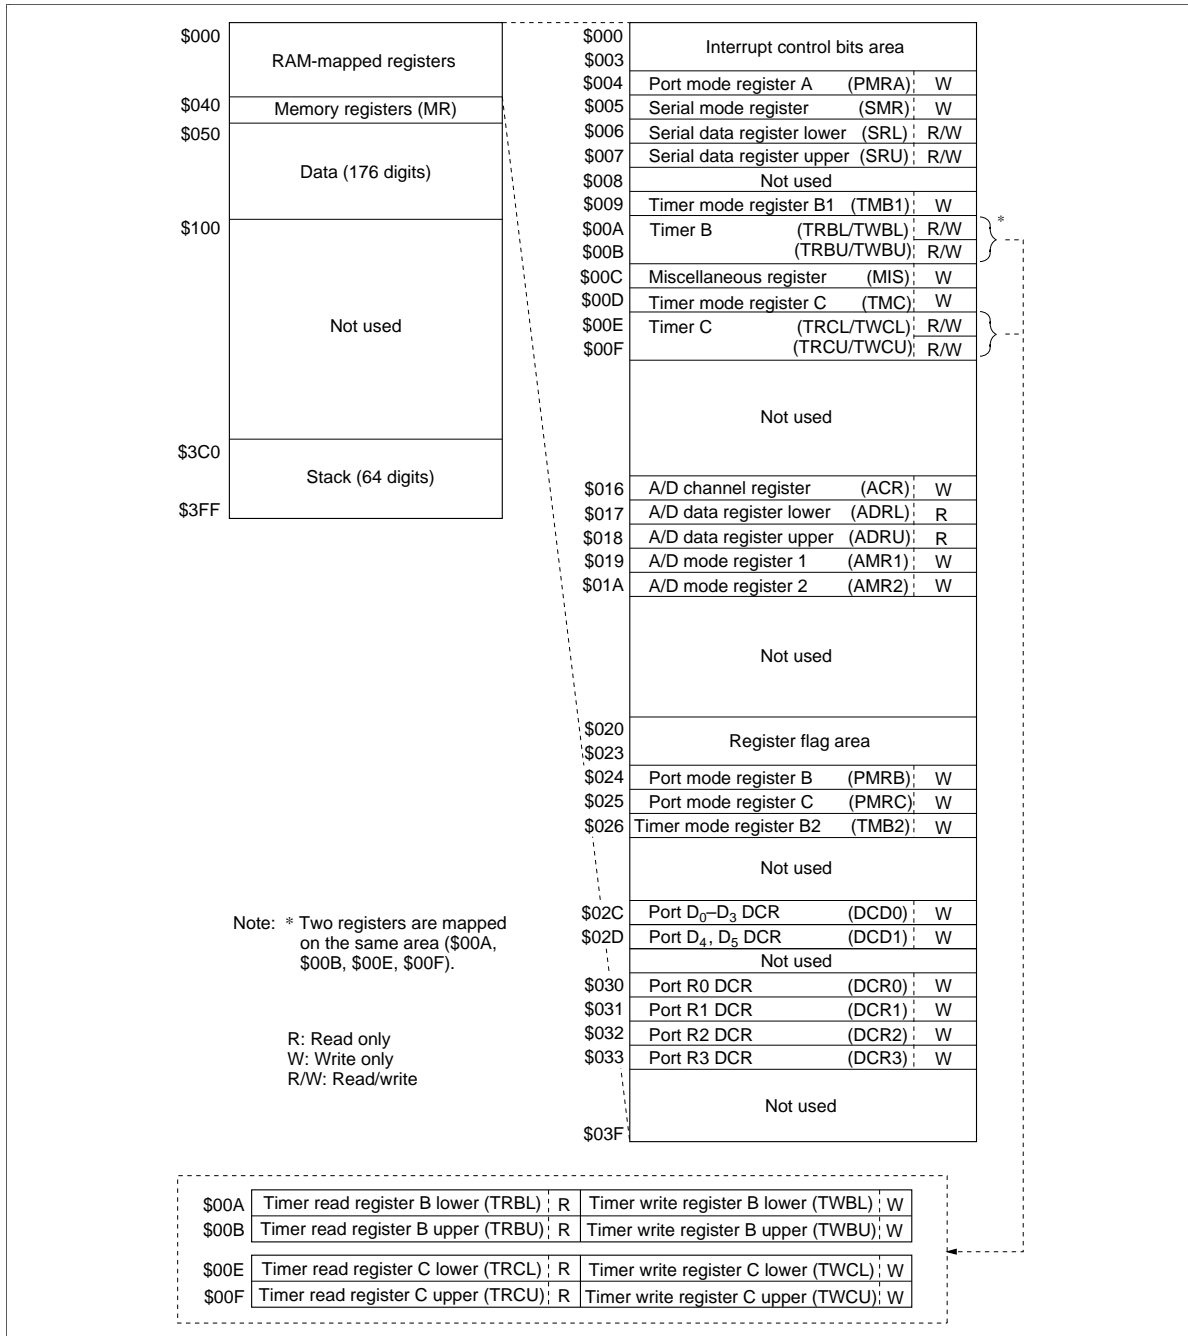 $000
RAM-mapped registers
$040
Memory registers (MR)
$050
Data (176 digits)
$100
Not used
$3C0
Stack (64 digits)
$3FF
$000
Interrupt control bits area
$003
$004 Port mode register A (PMRA) W
$005 Serial mode register (SMR) W
$006 Serial data register lower (SRL) R/W
$007 Serial data register upper (SRU) R/W
$008 Not used
$009 Timer mode register B1 (TMB1) W
$00A Timer B (TRBL/TWBL) R/W *
$00B (TRBU/TWBU) R/W
$00C Miscellaneous register (MIS) W
$00D Timer mode register C (TMC) W
$00E Timer C (TRCL/TWCL) R/W
$00F (TRCU/TWCU) R/W
Not used
$016 A/D channel register (ACR) W
$017 A/D data register lower (ADRL) R
$018 A/D data register upper (ADRU) R
$019 A/D mode register 1 (AMR1) W
$01A A/D mode register 2 (AMR2) W
Not used
$020
Register flag area
$023
$024 Port mode register B (PMRB) W
$025 Port mode register C (PMRC) W
$026 Timer mode register B2 (TMB2) W
Not used
$02C Port D0–D3 DCR (DCD0) W
$02D Port D4, D5 DCR (DCD1) W
Not used
$030 Port R0 DCR (DCR0) W
$031 Port R1 DCR (DCR1) W
$032 Port R2 DCR (DCR2) W
$033 Port R3 DCR (DCR3) W
Not used
$03F
Note: * Two registers are mapped
on the same area ($00A,
$00B, $00E, $00F).
R: Read only
W: Write only
R/W: Read/write
$00A Timer read register B lower (TRBL) R Timer write register B lower (TWBL) W
$00B Timer read register B upper (TRBU) R Timer write register B upper (TWBU) W
$00E Timer read register C lower (TRCL) R Timer write register C lower (TWCL) W
$00F Timer read register C upper (TRCU) R Timer write register C upper (TWCU) W